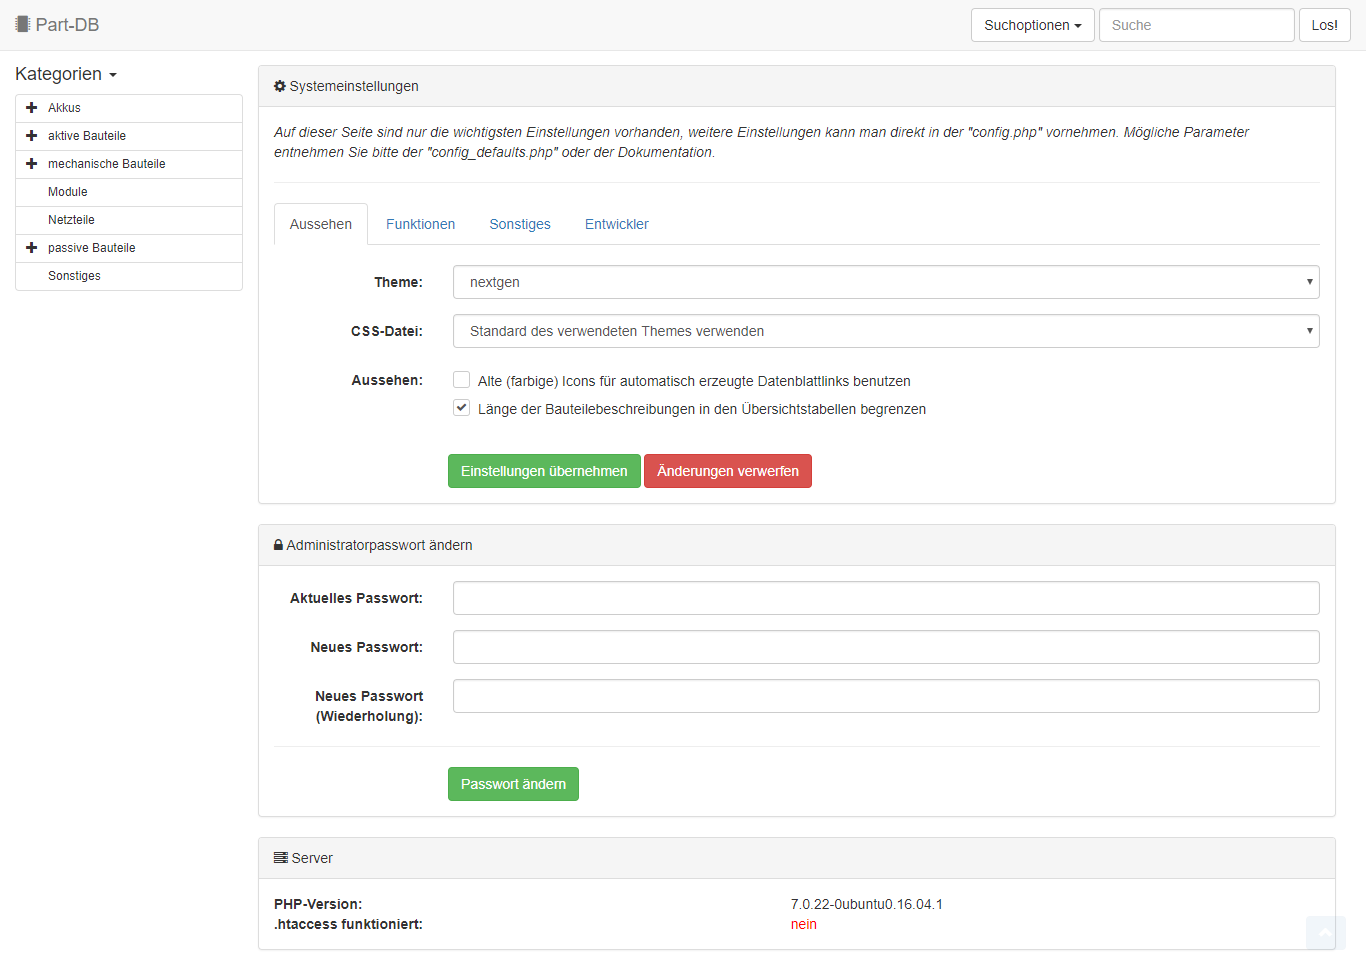 Part-DB
Suchoptionen
Suche
Los!
Kategorien
Akkus
aktive Bauteile
mechanische Bauteile
Module
Netzteile
passive Bauteile
Sonstiges
Systemeinstellungen
Auf dieser Seite sind nur die wichtigsten Einstellungen vorhanden, weitere Einstellungen kann man direkt in der "config.php" vornehmen. Mögliche Parameter
entnehmen Sie bitte der "config_defaults.php" oder der Dokumentation.
Aussehen
Funktionen
Sonstiges
Entwickler
Theme:
nextgen
CSS-Datei:
Standard des verwendeten Themes verwenden
Aussehen:
Alte (farbige) Icons für automatisch erzeugte Datenblattlinks benutzen
Länge der Bauteilebeschreibungen in den Übersichtstabellen begrenzen
Einstellungen übernehmen
Änderungen verwerfen
Administratorpasswort ändern
Aktuelles Passwort:
Neues Passwort:
Neues Passwort
(Wiederholung):
Passwort ändern
Server
PHP-Version:
7.0.22-0ubuntu0.16.04.1
.htaccess funktioniert:
nein